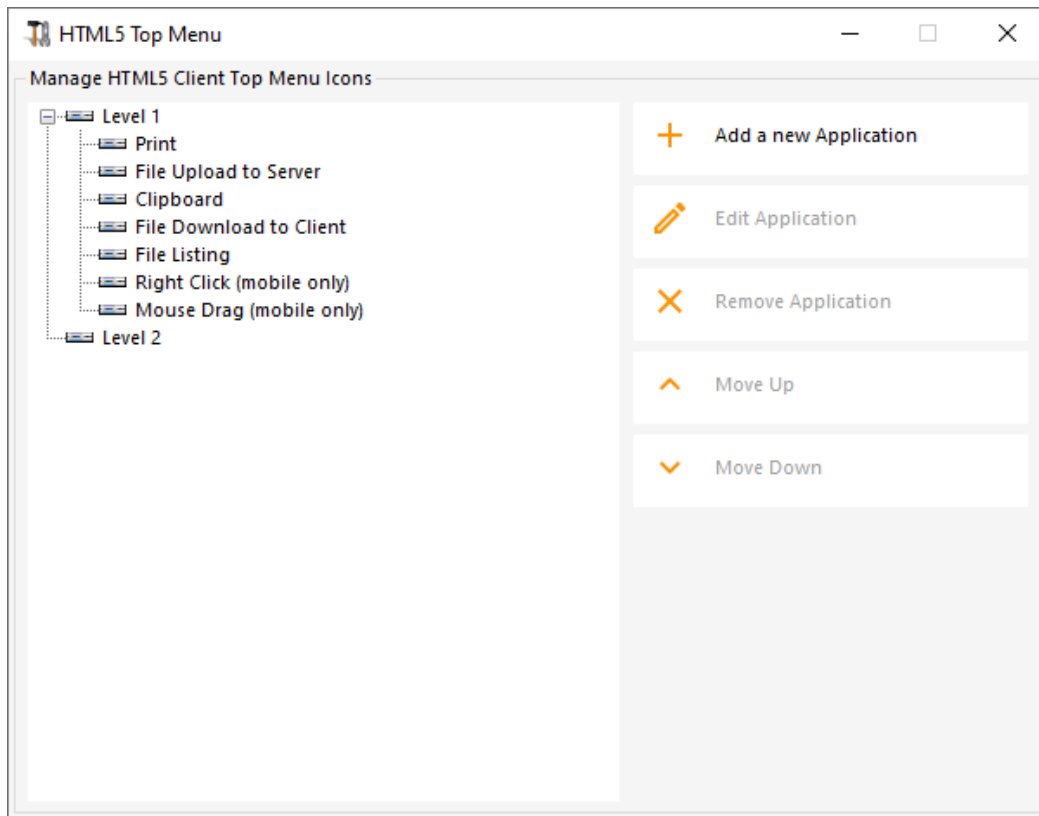 HTML5 Top Menu
Manage HTML5 Client Top Menu Icons
Level 1
Print
File Upload to Server
Clipboard
File Download to Client
File Listing
Right Click (mobile only)
Mouse Drag (mobile only)
Level 2
Add a new Application
Edit Application
Remove Application
Move Up
Move Down